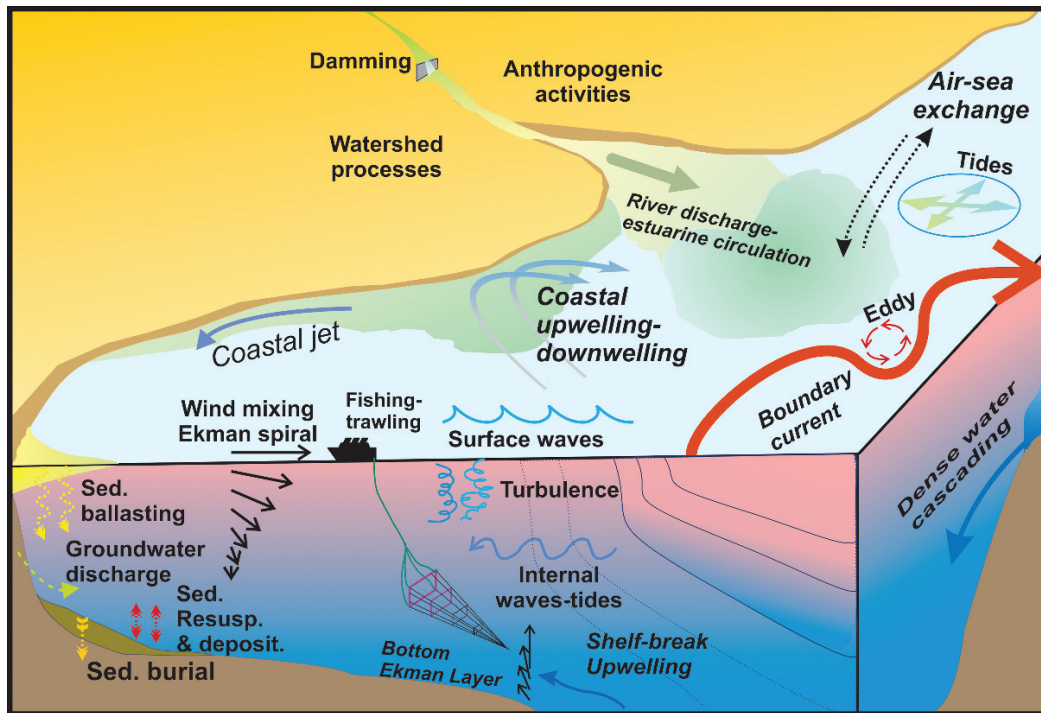 Damming
Anthropogenic
activities
Air-sea
exchange
Watershed
processes
Tides
River discharge-
estuarine circulation
Coastal
upwelling-
downwelling
Coastal jet
Eddy
Boundary
current
Wind mixing
Ekman spiral
Fishing-
trawling
Surface waves
Dense water
cascading
Sed.
ballasting
Turbulence
Groundwater
discharge
Internal
waves-tides
Sed.
Resusp.
& deposit.
Sed. burial
Bottom
Ekman Layer
Shelf-break
Upwelling